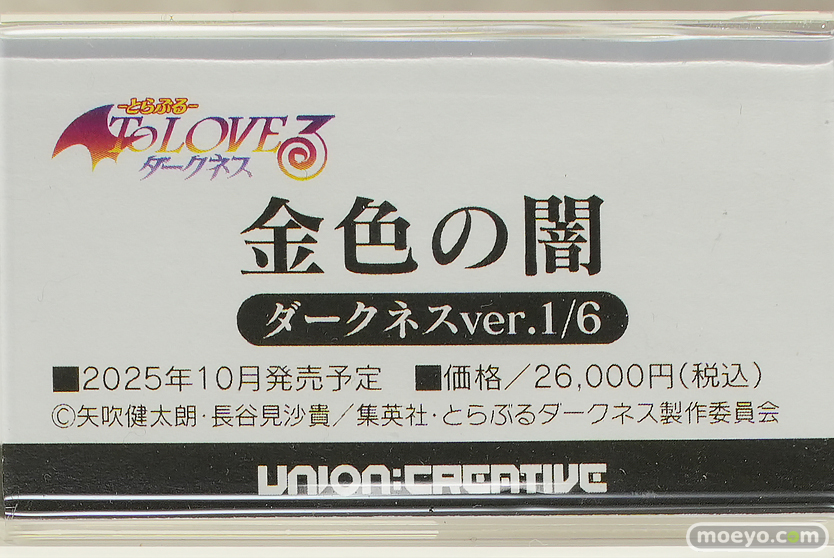 -とらぶる-
To LOVEる
ダークネス
金色の闇
ダークネスver.1/6
■2025年10月発売予定 ■価格/26,000円(税込)
©矢吹健太朗・長谷見沙貴/集英社・とらぶるダークネス製作委員会
UNION:CREATIVE
moeyo.com